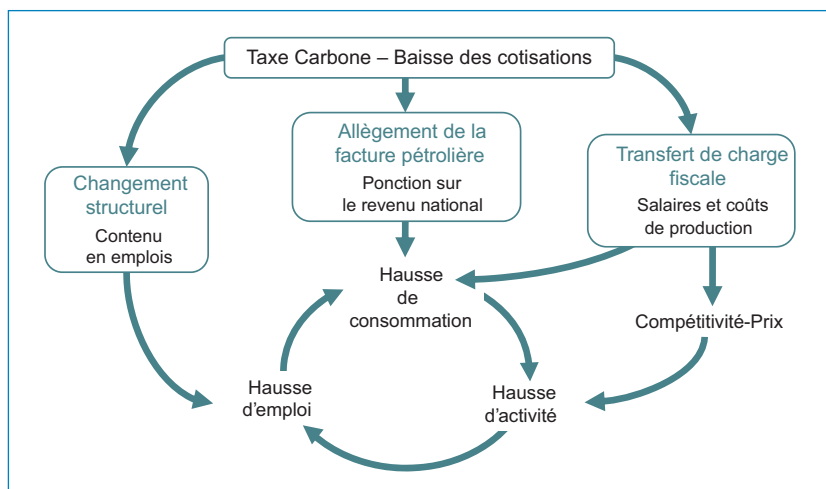 Taxe Carbone – Baisse des cotisations
Allègement de la
facture pétrolière
Ponction sur
le revenu national
Changement
structurel
Contenu
en emplois
Transfert de charge
fiscale
Salaires et coûts
de production
Hausse
de
consommation
Compétitivité-Prix
Hausse
d'emploi
Hausse
d'activité